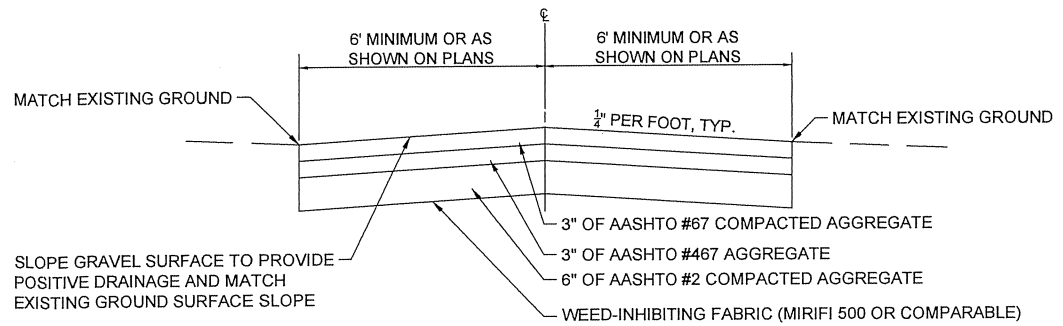 ℄
6' MINIMUM OR AS
SHOWN ON PLANS
6' MINIMUM OR AS
SHOWN ON PLANS
MATCH EXISTING GROUND
1/4" PER FOOT, TYP.
MATCH EXISTING GROUND
3" OF AASHTO #67 COMPACTED AGGREGATE
3" OF AASHTO #467 AGGREGATE
6" OF AASHTO #2 COMPACTED AGGREGATE
WEED-INHIBITING FABRIC (MIRIFI 500 OR COMPARABLE)
SLOPE GRAVEL SURFACE TO PROVIDE
POSITIVE DRAINAGE AND MATCH
EXISTING GROUND SURFACE SLOPE